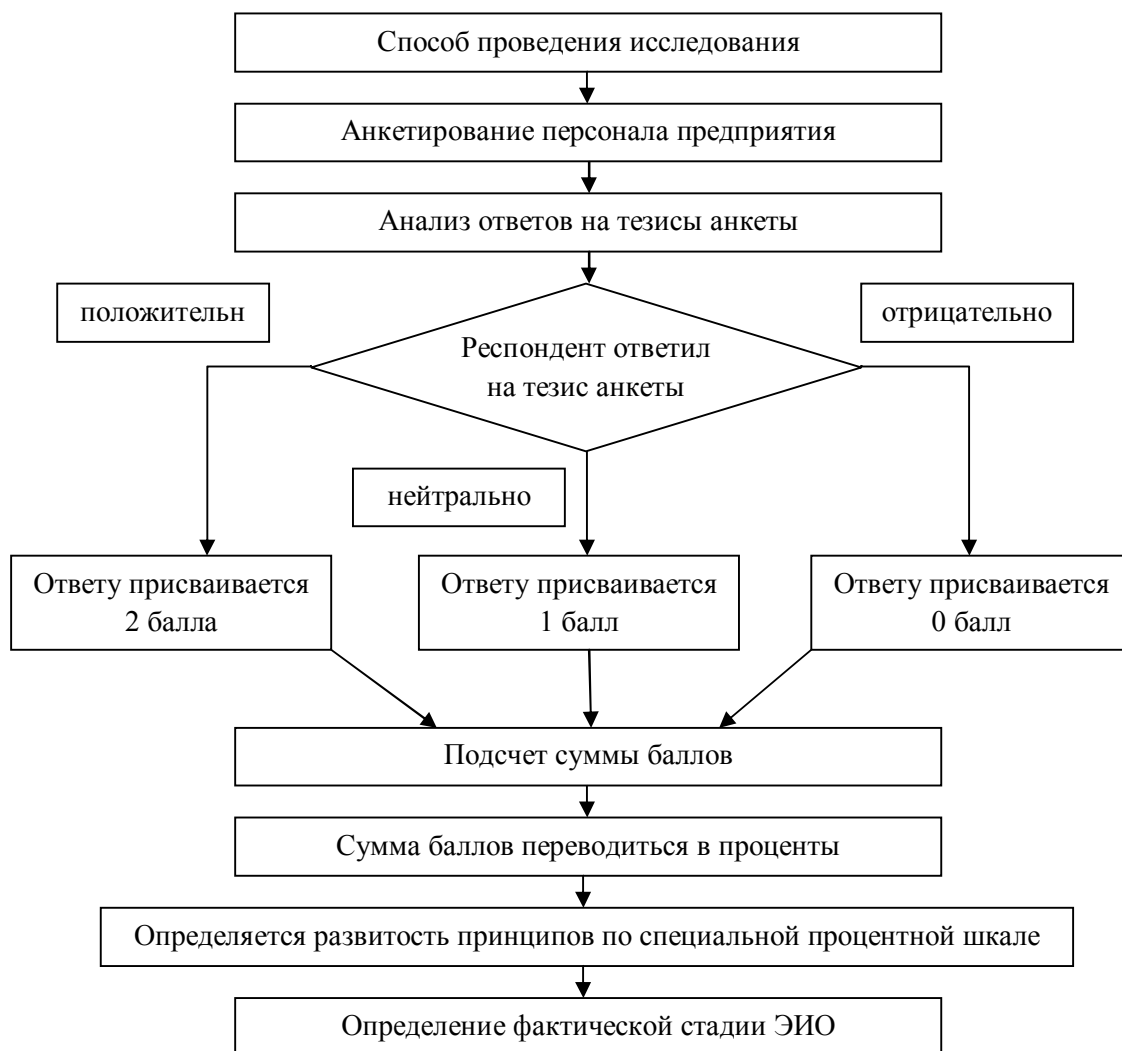 Способ проведения исследования
Анкетирование персонала предприятия
Анализ ответов на тезисы анкеты
положительн
отрицательно
Респондент ответил
на тезис анкеты
нейтрально
Ответу присваивается
2 балла
Ответу присваивается
1 балл
Ответу присваивается
0 балл
Подсчет суммы баллов
Сумма баллов переводиться в проценты
Определяется развитость принципов по специальной процентной шкале
Определение фактической стадии ЭИО